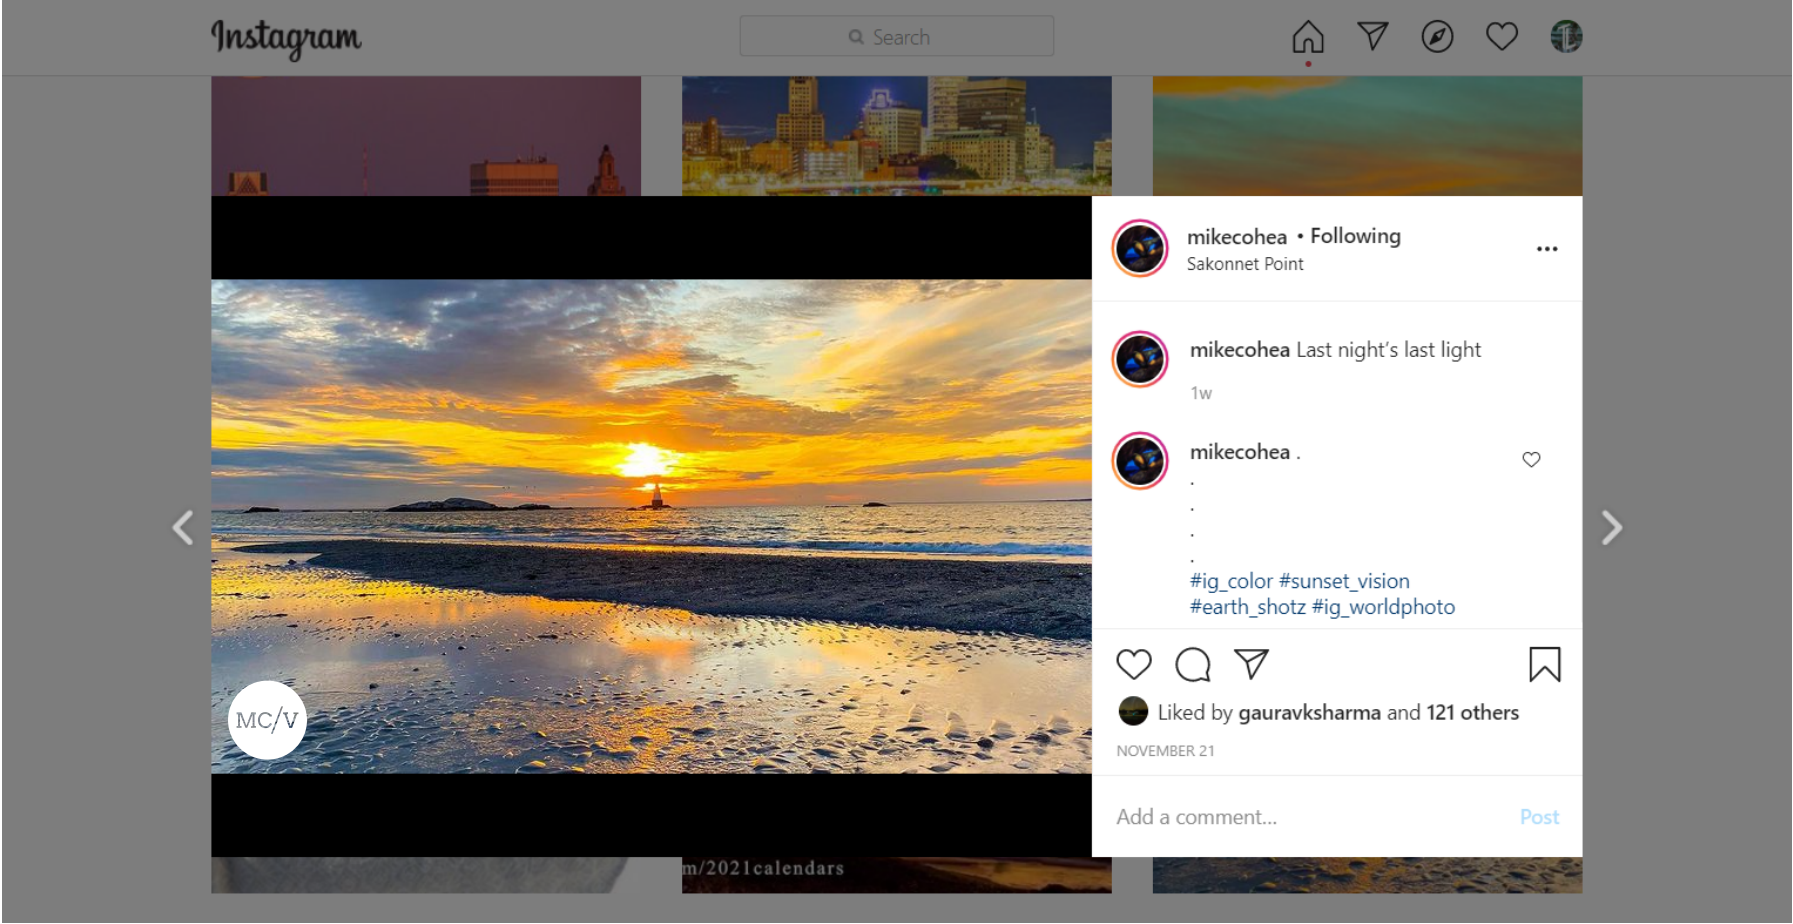 Instagram
Search
mikecohea • Following
Sakonnet Point
mikecohea Last night's last light
1w
mikecohea .
.
.
.
.
#ig_color #sunset_vision
#earth_shotz #ig_worldphoto
MC/V
Liked by gauravksharma and 121 others
NOVEMBER 21
Add a comment...
Post
m/2021calendars